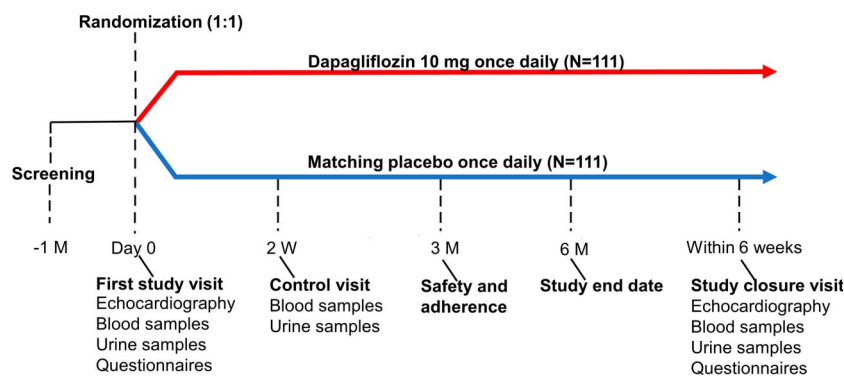 Randomization (1:1)
Dapagliflozin 10 mg once daily (N=111)
Matching placebo once daily (N=111)
Screening
-1 M
Day 0
2 W
3 M
6 M
Within 6 weeks
First study visit
Echocardiography
Blood samples
Urine samples
Questionnaires
Control visit
Blood samples
Urine samples
Safety and
adherence
Study end date
Study closure visit
Echocardiography
Blood samples
Urine samples
Questionnaires